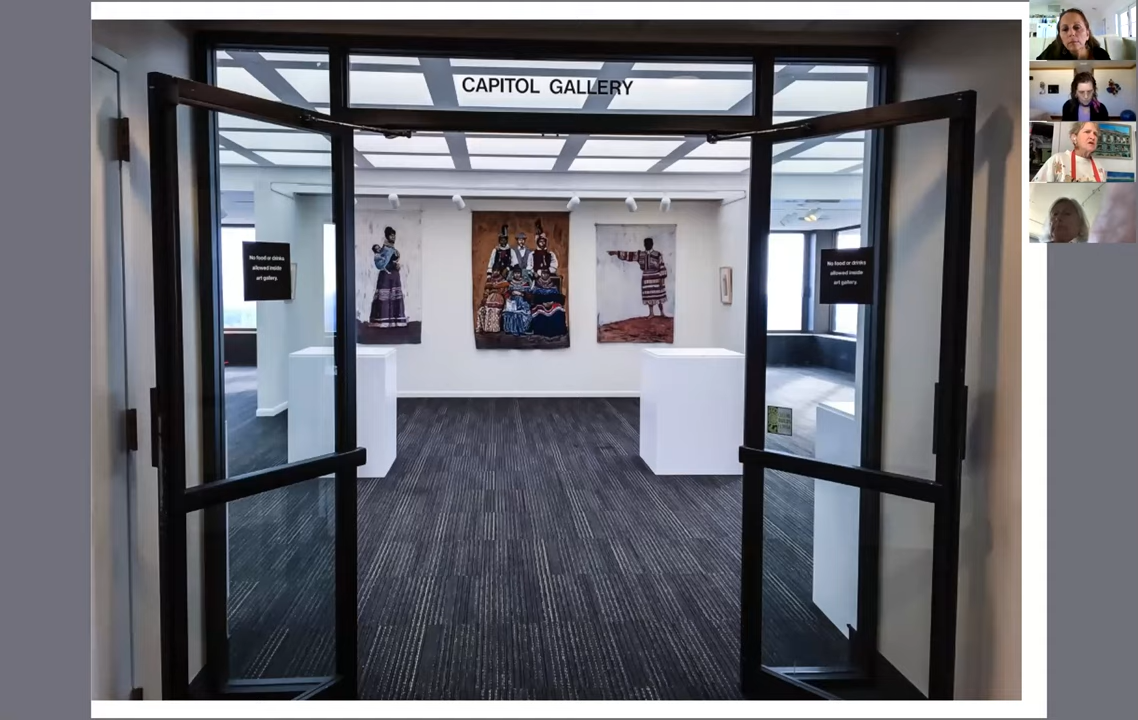 CAPITOL GALLERY
No food or drinks
allowed inside
art gallery.
No food or drinks
allowed inside
art gallery.